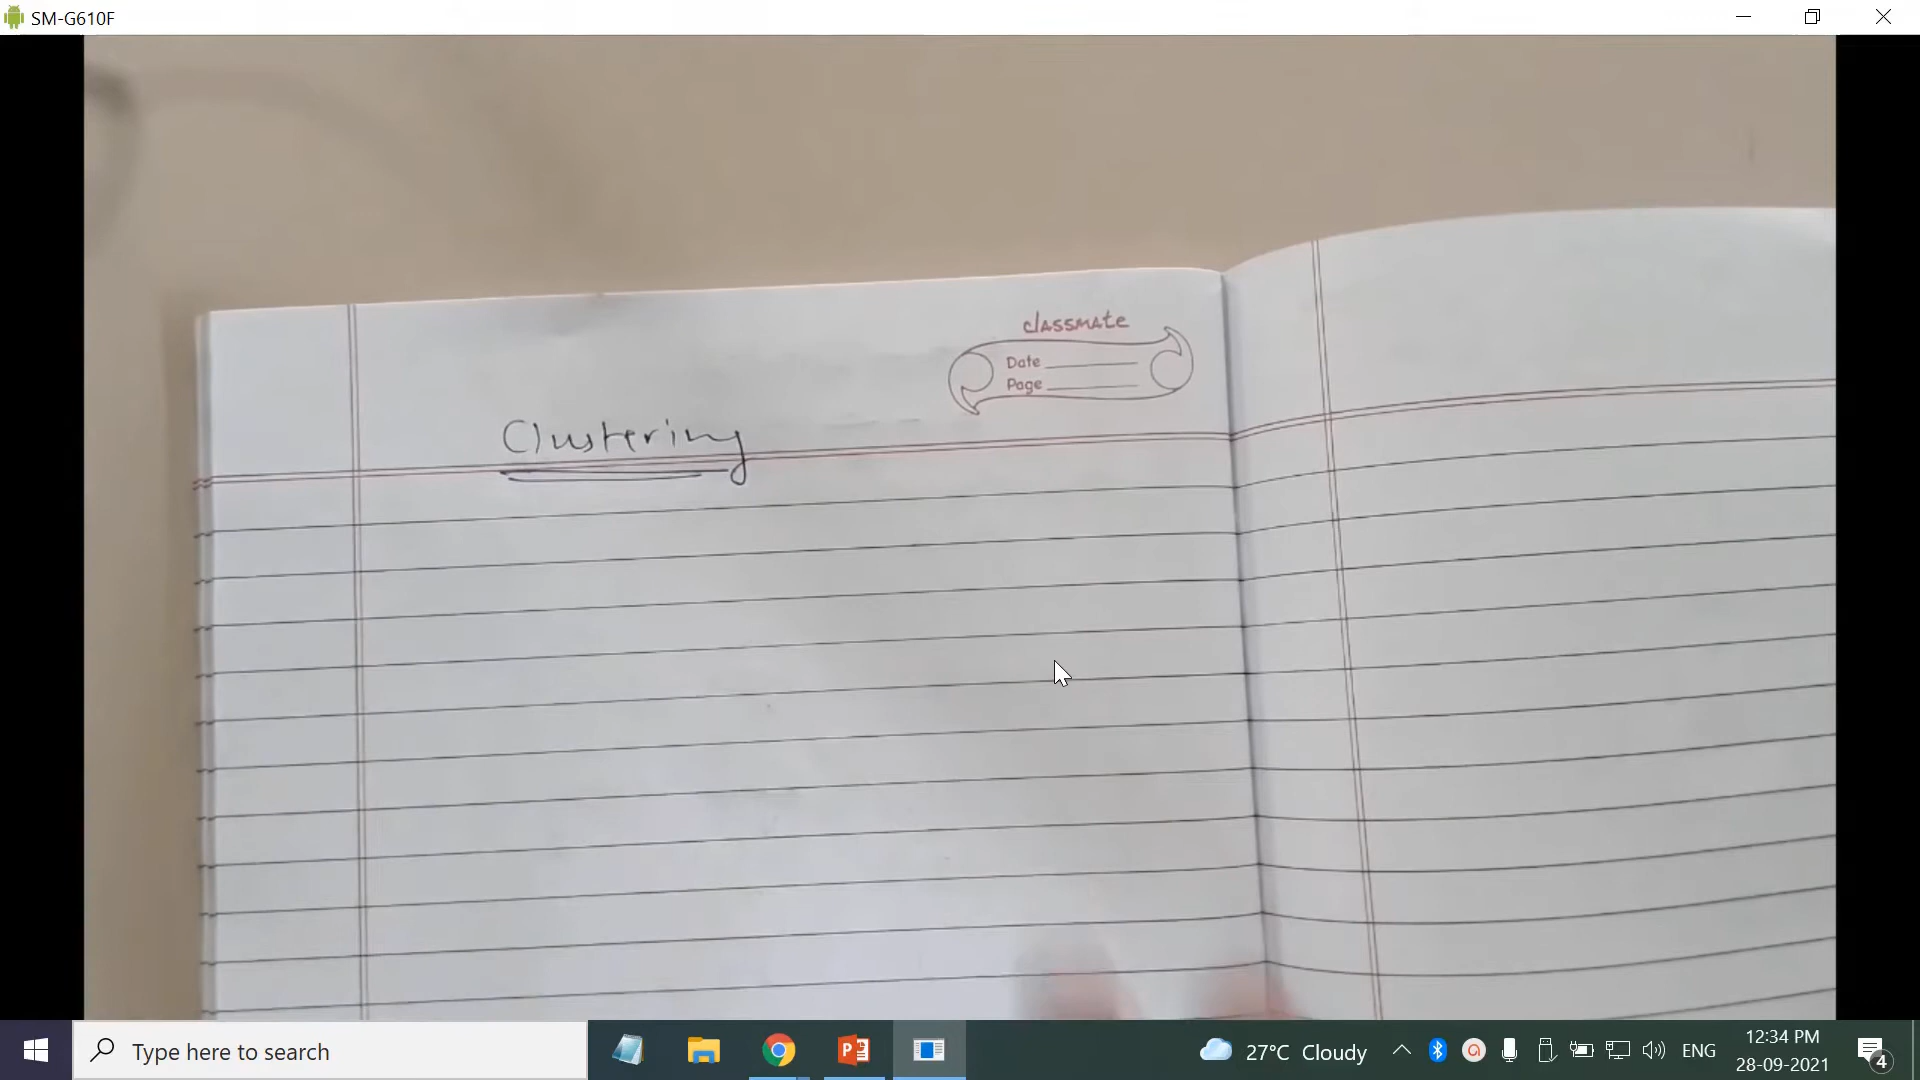 SM-G610F
classmate
Date
Page
Clustering
Type here to search
27°C Cloudy
ENG
12:34 PM
28-09-2021
4